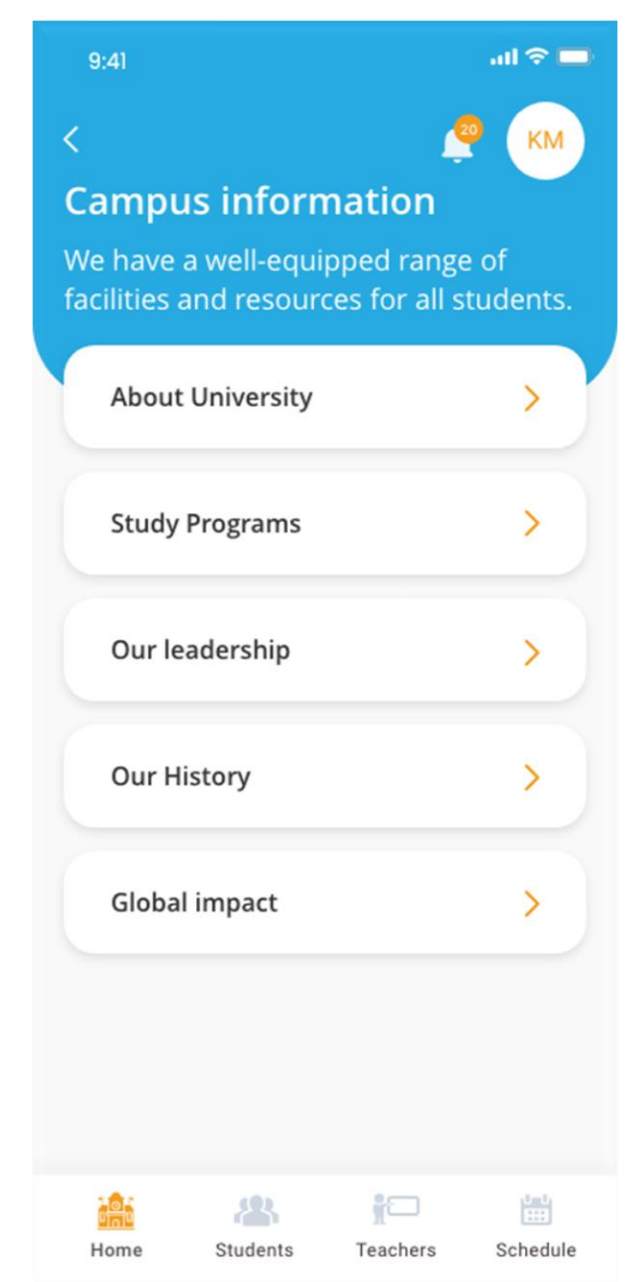 9:41
20
KM
Campus information
We have a well-equipped range of
facilities and resources for all students.
About University
Study Programs
Our leadership
Our History
Global impact
Home Students Teachers Schedule